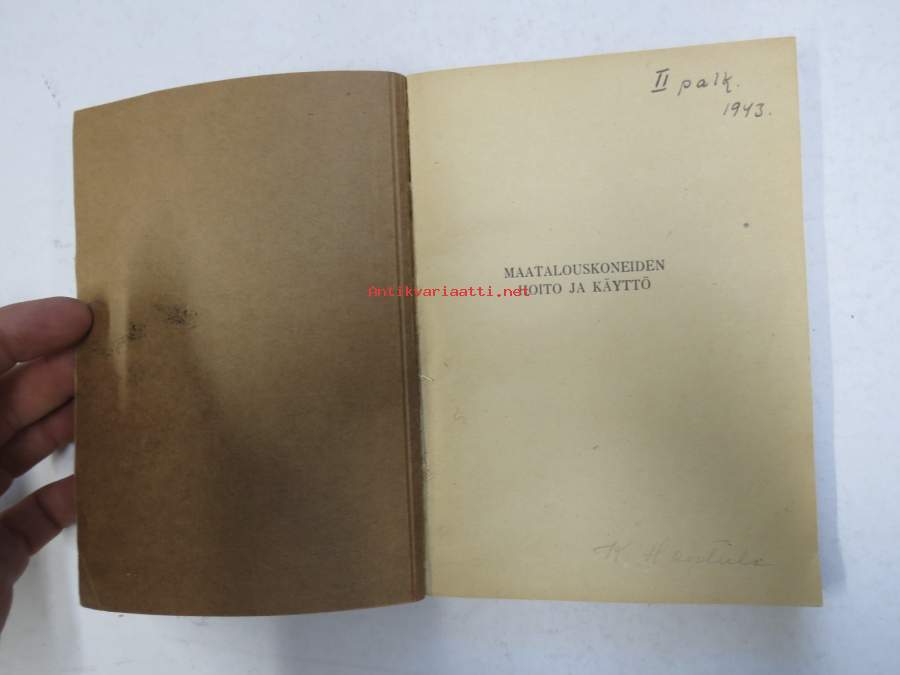 II palk.
1943.
MAATALOUSKONEIDEN
HOITO JA KÄYTTÖ
Antikvariaatti.net
K.